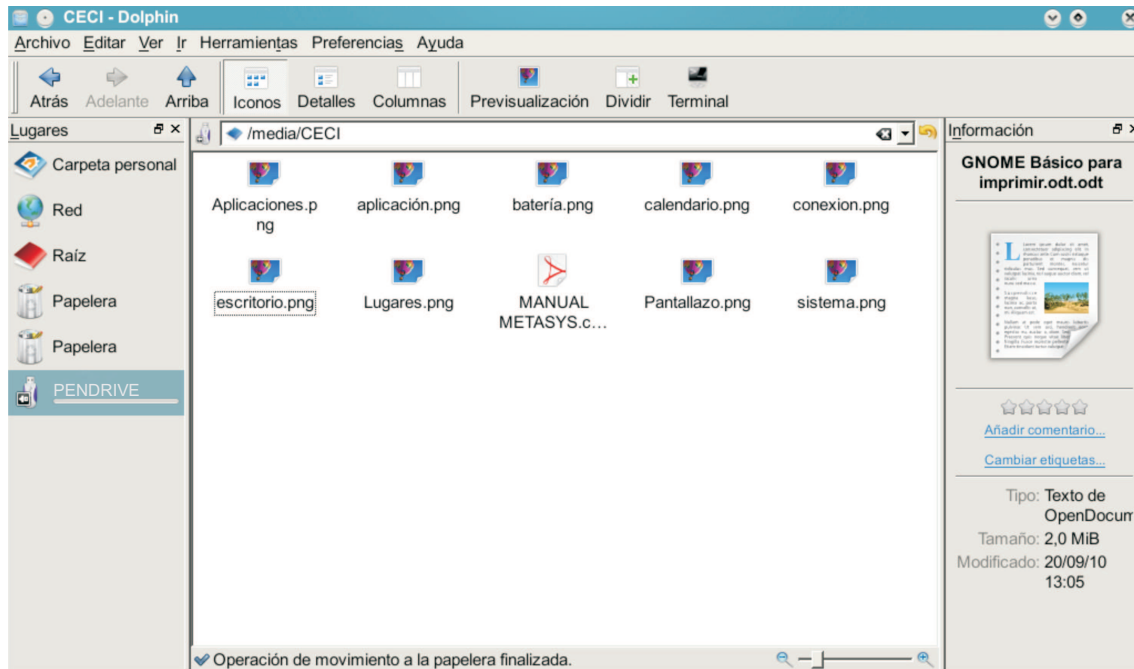 CECI - Dolphin
Archivo Editar Ver Ir Herramientas Preferencias Ayuda
Atrás Adelante Arriba Iconos Detalles Columnas Previsualización Dividir Terminal
Lugares
Carpeta personal
Red
Raíz
Papelera
Papelera
PENDRIVE
/media/CECI
Aplicaciones.p
ng
aplicación.png
batería.png
calendario.png
conexion.png
escritorio.png
Lugares.png
MANUAL
METASYS.c...
Pantallazo.png
sistema.png
Operación de movimiento a la papelera finalizada.
Información
GNOME Básico para
imprimir.odt.odt
Añadir comentario...
Cambiar etiquetas...
Tipo: Texto de
OpenDocum
Tamaño: 2,0 MiB
Modificado: 20/09/10
13:05